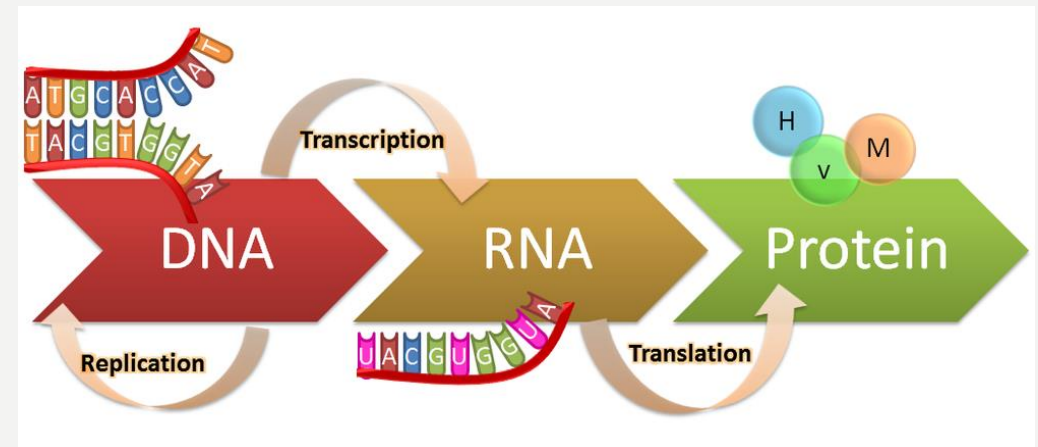 ATGCACCAT
TACGTGGTA
Transcription
H
v
M
DNA
RNA
Protein
Replication
UACGUGGUA
Translation